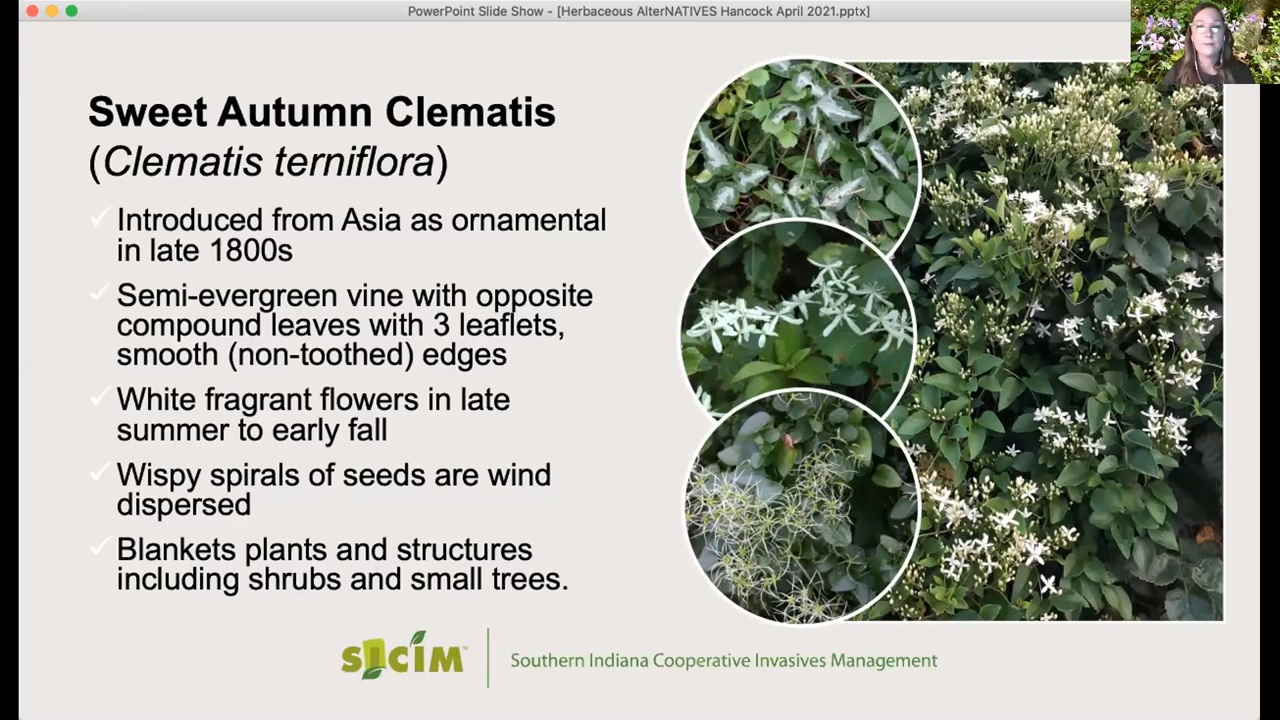 PowerPoint Slide Show - [Herbaceous AlterNATIVES Hancock April 2021.pptx]
Sweet Autumn Clematis
(Clematis terniflora)
Introduced from Asia as ornamental
in late 1800s
Semi-evergreen vine with opposite
compound leaves with 3 leaflets,
smooth (non-toothed) edges
White fragrant flowers in late
summer to early fall
Wispy spirals of seeds are wind
dispersed
Blankets plants and structures
including shrubs and small trees.
SICIM™
Southern Indiana Cooperative Invasives Management